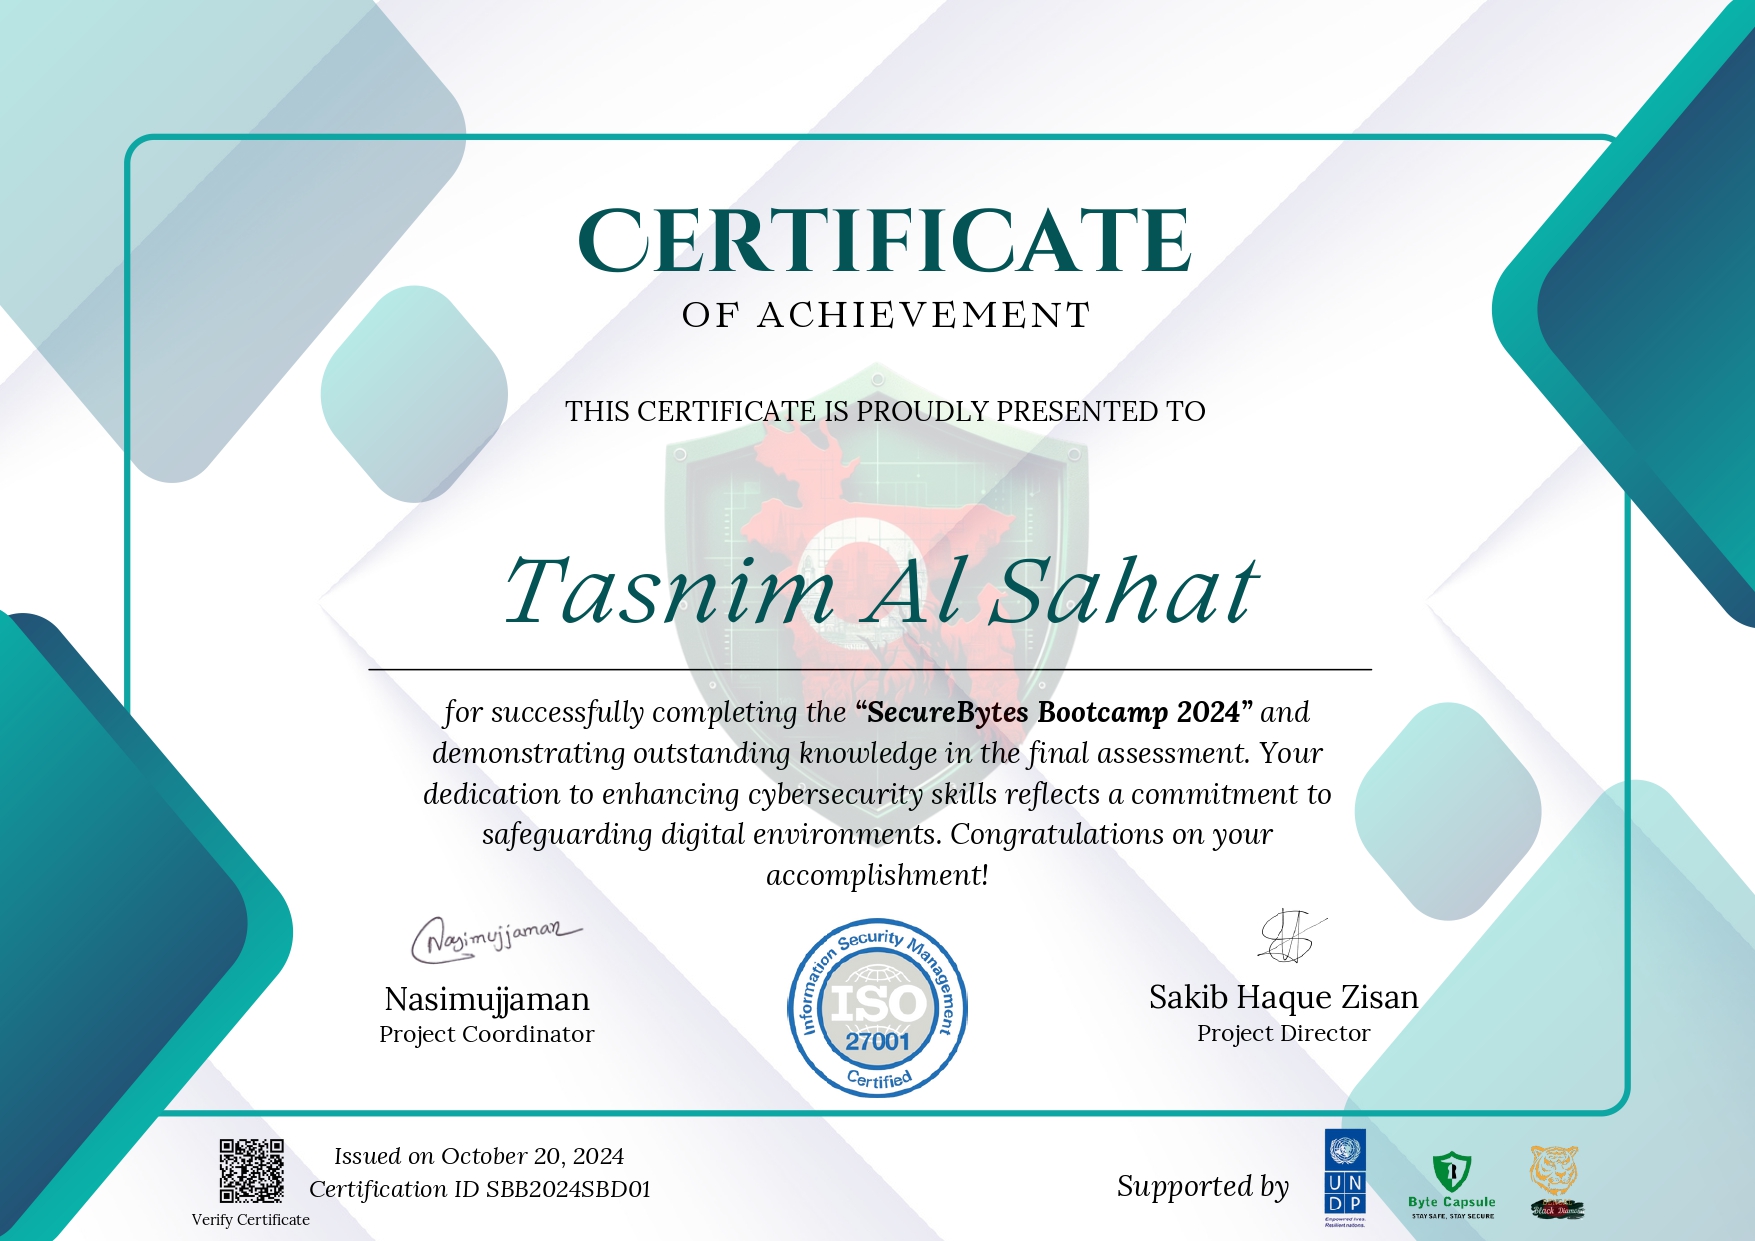 CERTIFICATE
OF ACHIEVEMENT
THIS CERTIFICATE IS PROUDLY PRESENTED TO
Tasnim Al Sahat
for successfully completing the “SecureBytes Bootcamp 2024” and
demonstrating outstanding knowledge in the final assessment. Your
dedication to enhancing cybersecurity skills reflects a commitment to
safeguarding digital environments. Congratulations on your
accomplishment!
Nasimujjaman
Nasimujjaman
Project Coordinator
Information Security Management
ISO
27001
Certified
Sakib Haque Zisan
Project Director
Issued on October 20, 2024
Certification ID SBB2024SBD01
Verify Certificate
Supported by
UN
DP
Empowered lives.
Resilient nations.
Byte Capsule
STAY SAFE, STAY SECURE
Black